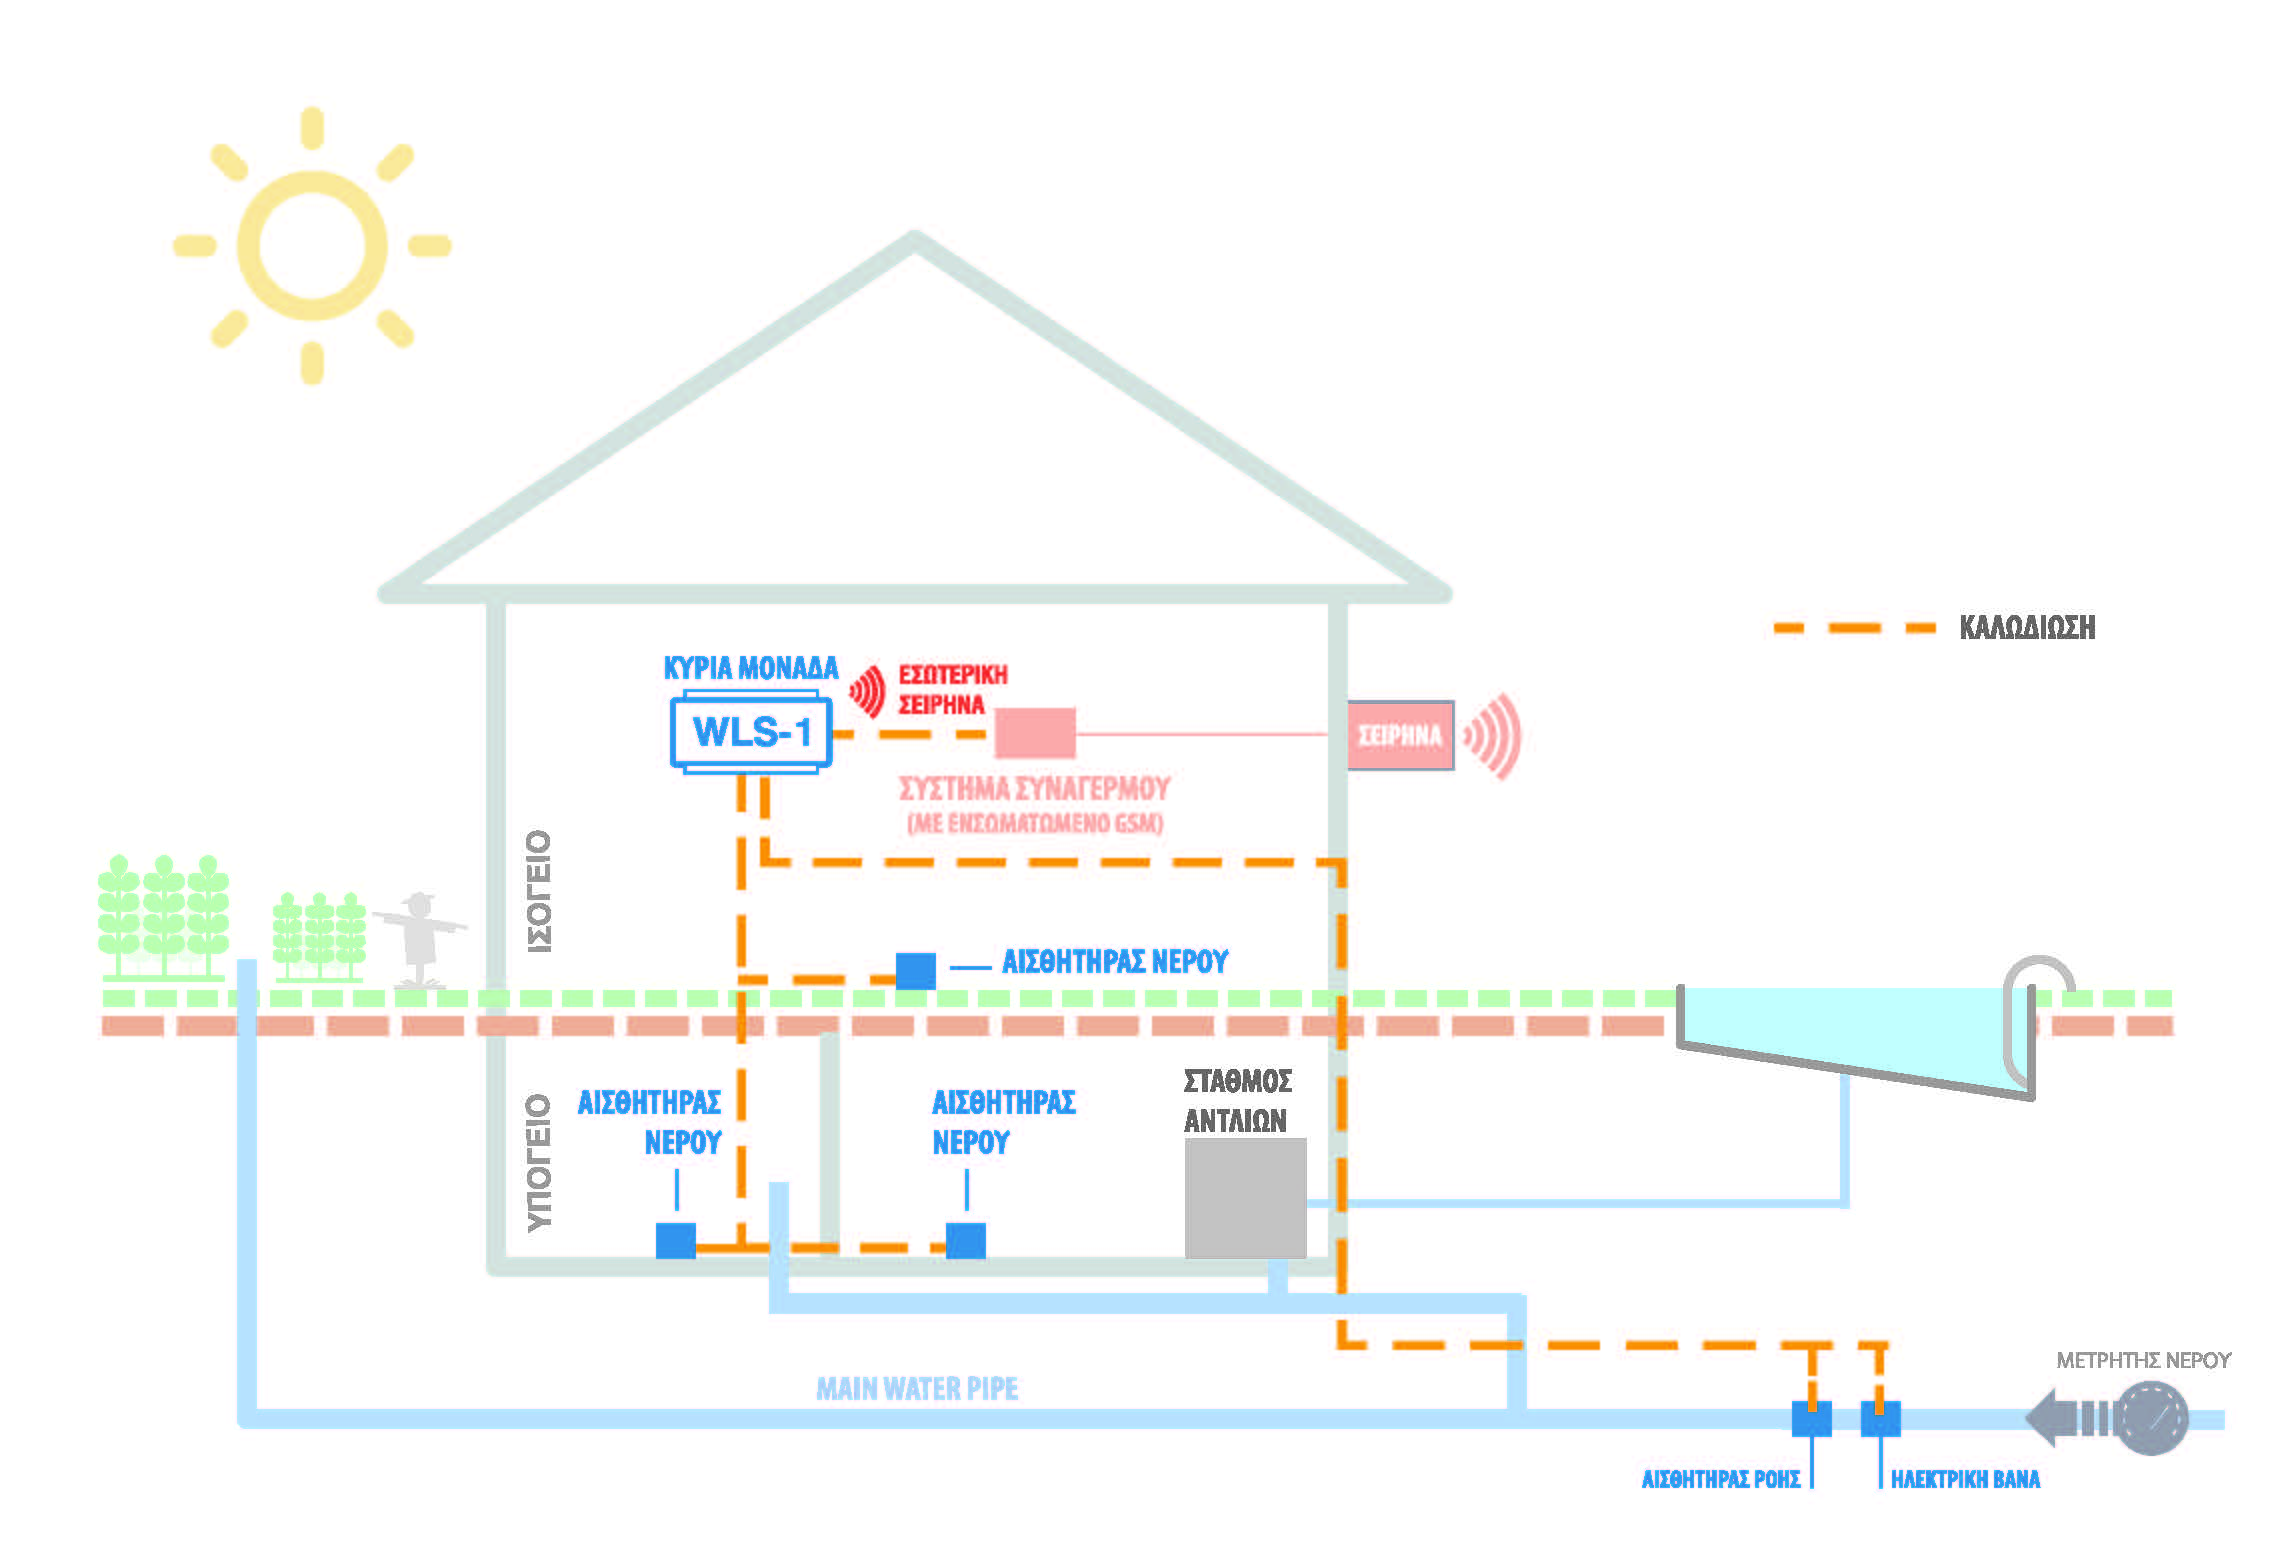 ΚΑΛΩΔΙΩΣΗ
ΚΥΡΙΑ ΜΟΝΑΔΑ
WLS-1
ΕΣΩΤΕΡΙΚΗ
ΣΕΙΡΗΝΑ
ΣΕΙΡΗΝΑ
ΣΥΣΤΗΜΑ ΣΥΝΑΓΕΡΜΟΥ
(ΜΕ ΕΝΣΩΜΑΤΩΜΕΝΟ GSM)
ΙΣΟΓΕΙΟ
ΑΙΣΘΗΤΗΡΑΣ ΝΕΡΟΥ
ΥΠΟΓΕΙΟ
ΑΙΣΘΗΤΗΡΑΣ
ΝΕΡΟΥ
ΑΙΣΘΗΤΗΡΑΣ
ΝΕΡΟΥ
ΣΤΑΘΜΟΣ
ΑΝΤΛΙΩΝ
MAIN WATER PIPE
ΜΕΤΡΗΤΗΣ ΝΕΡΟΥ
ΑΙΣΘΗΤΗΡΑΣ ΡΟΗΣ
ΗΛΕΚΤΡΙΚΗ ΒΑΝΑ